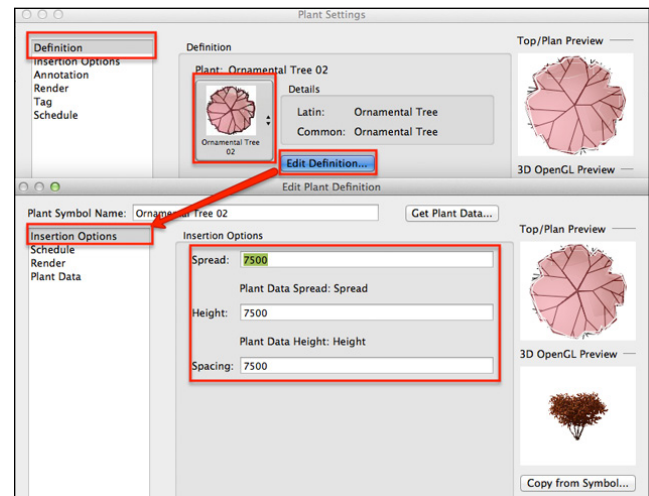 Plant Settings
Definition
Insertion Options
Annotation
Render
Tag
Schedule
Definition
Plant: Ornamental Tree 02
Ornamental Tree
02
Details
Latin: Ornamental Tree
Common: Ornamental Tree
Edit Definition...
Top/Plan Preview
3D OpenGL Preview
Edit Plant Definition
Plant Symbol Name: Ornamental Tree 02
Get Plant Data...
Insertion Options
Schedule
Render
Plant Data
Insertion Options
Spread: 7500
Plant Data Spread: Spread
Height: 7500
Plant Data Height: Height
Spacing: 7500
Top/Plan Preview
3D OpenGL Preview
Copy from Symbol...